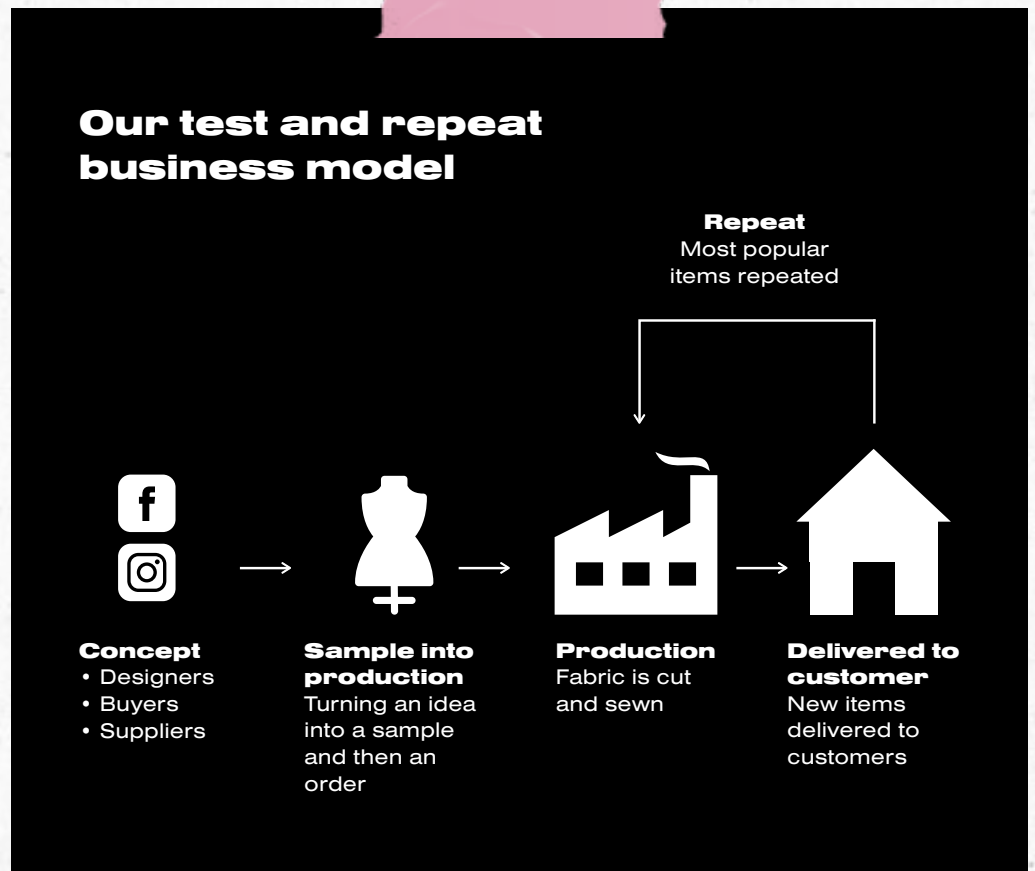 Our test and repeat
business model
Repeat
Most popular
items repeated
Concept
• Designers
• Buyers
• Suppliers
Sample into
production
Turning an idea
into a sample
and then an
order
Production
Fabric is cut
and sewn
Delivered to
customer
New items
delivered to
customers